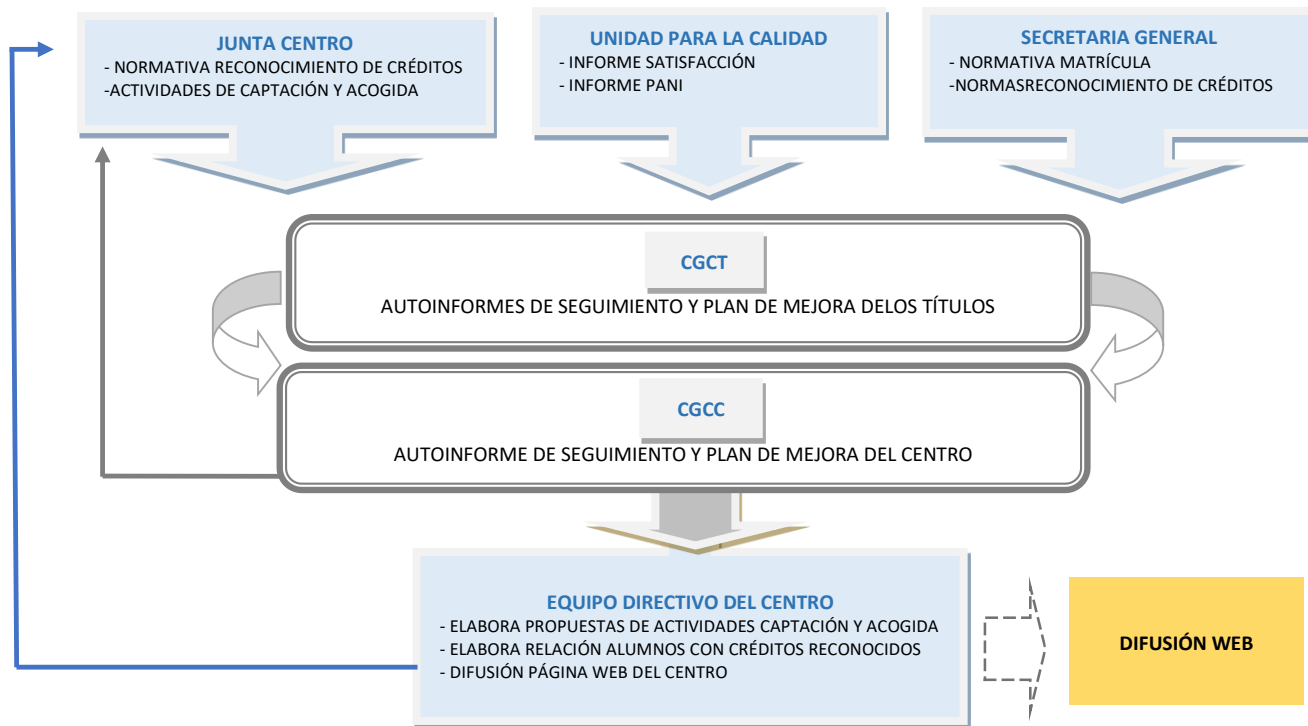 JUNTA CENTRO
- NORMATIVA RECONOCIMIENTO DE CRÉDITOS
-ACTIVIDADES DE CAPTACIÓN Y ACOGIDA
UNIDAD PARA LA CALIDAD
- INFORME SATISFACCIÓN
- INFORME PANI
SECRETARIA GENERAL
- NORMATIVA MATRÍCULA
-NORMASRECONOCIMIENTO DE CRÉDITOS
CGCT
AUTOINFORMES DE SEGUIMIENTO Y PLAN DE MEJORA DELOS TÍTULOS
CGCC
AUTOINFORME DE SEGUIMIENTO Y PLAN DE MEJORA DEL CENTRO
EQUIPO DIRECTIVO DEL CENTRO
- ELABORA PROPUESTAS DE ACTIVIDADES CAPTACIÓN Y ACOGIDA
- ELABORA RELACIÓN ALUMNOS CON CRÉDITOS RECONOCIDOS
- DIFUSIÓN PÁGINA WEB DEL CENTRO
DIFUSIÓN WEB